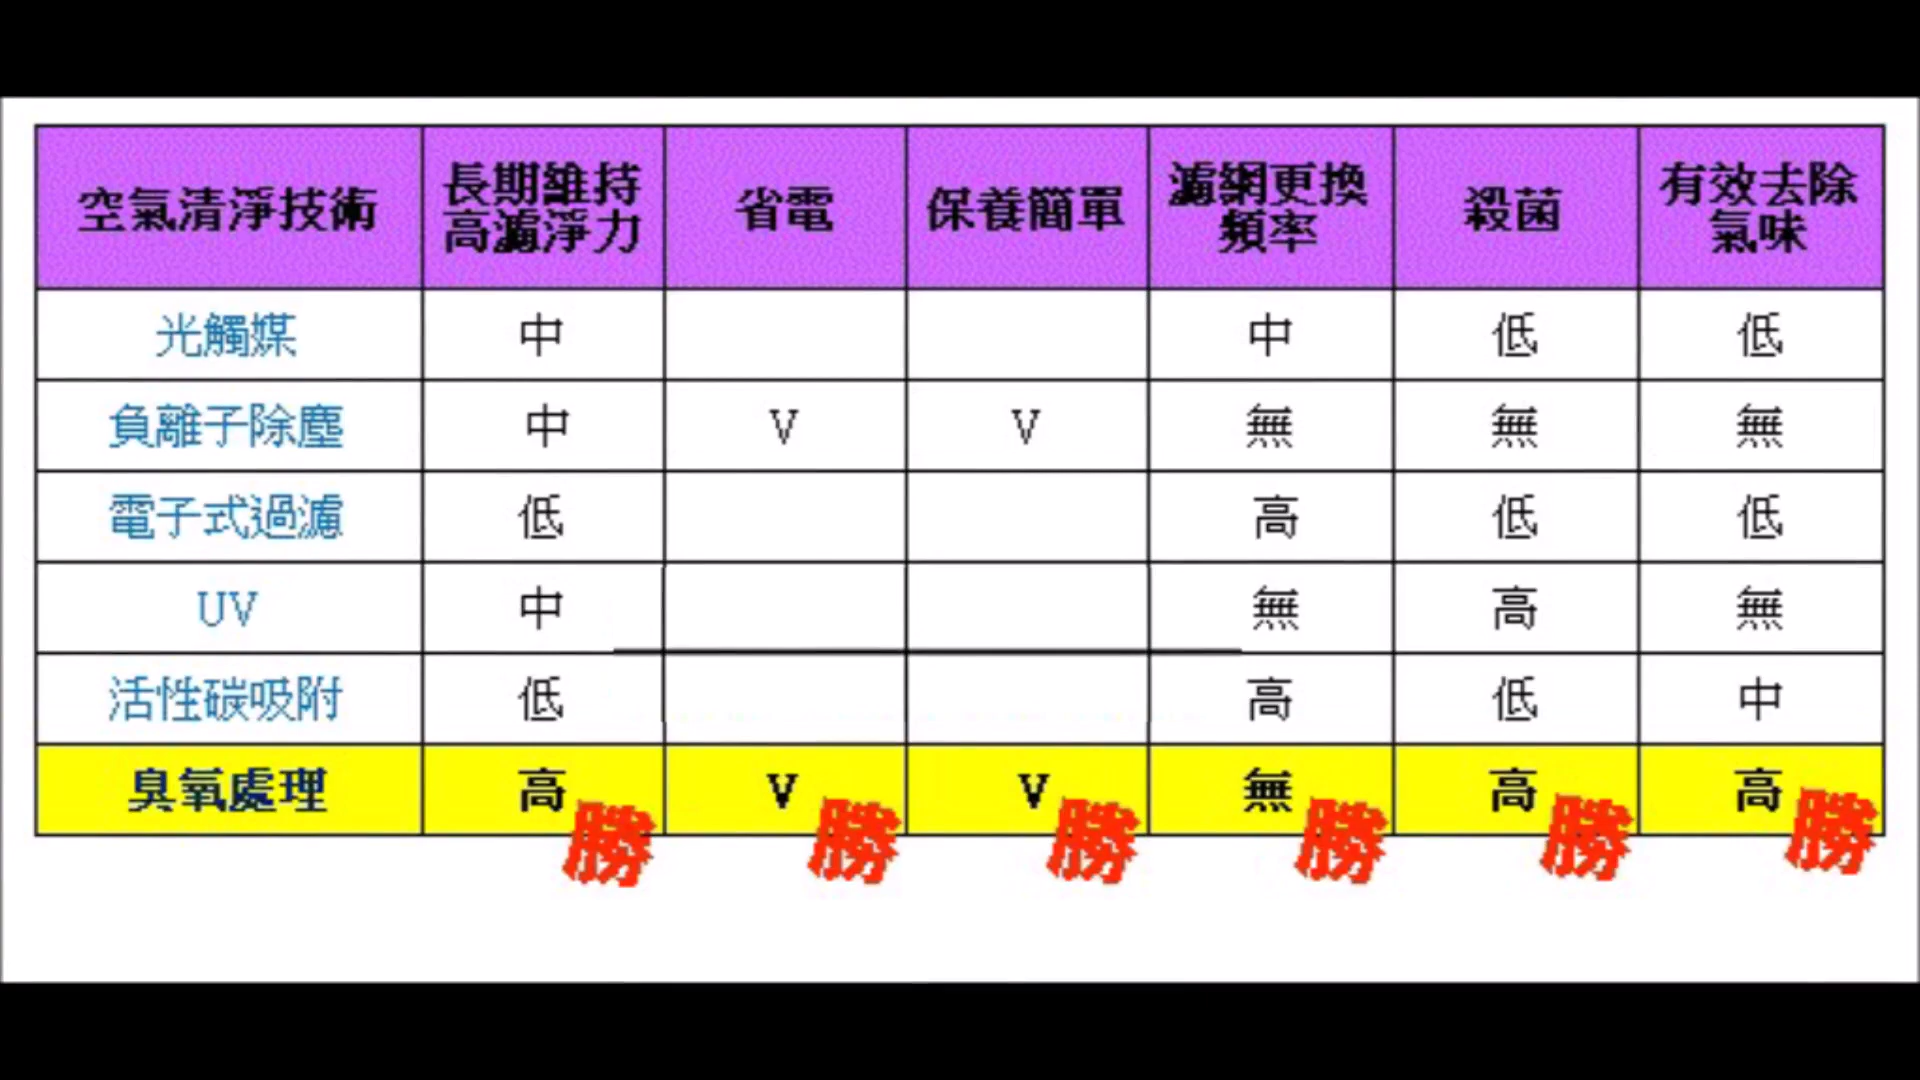 空氣清淨技術 長期維持高濾淨力 省電 保養簡單 濾網更換頻率 殺菌 有效去除氣味
光觸媒 中 中 低 低
負離子除塵 中 V V 無 無 無
電子式過濾 低 高 低 低
UV 中 無 高 無
活性碳吸附 低 高 低 中
臭氧處理 高 V V 無 高 高
勝 勝 勝 勝 勝 勝